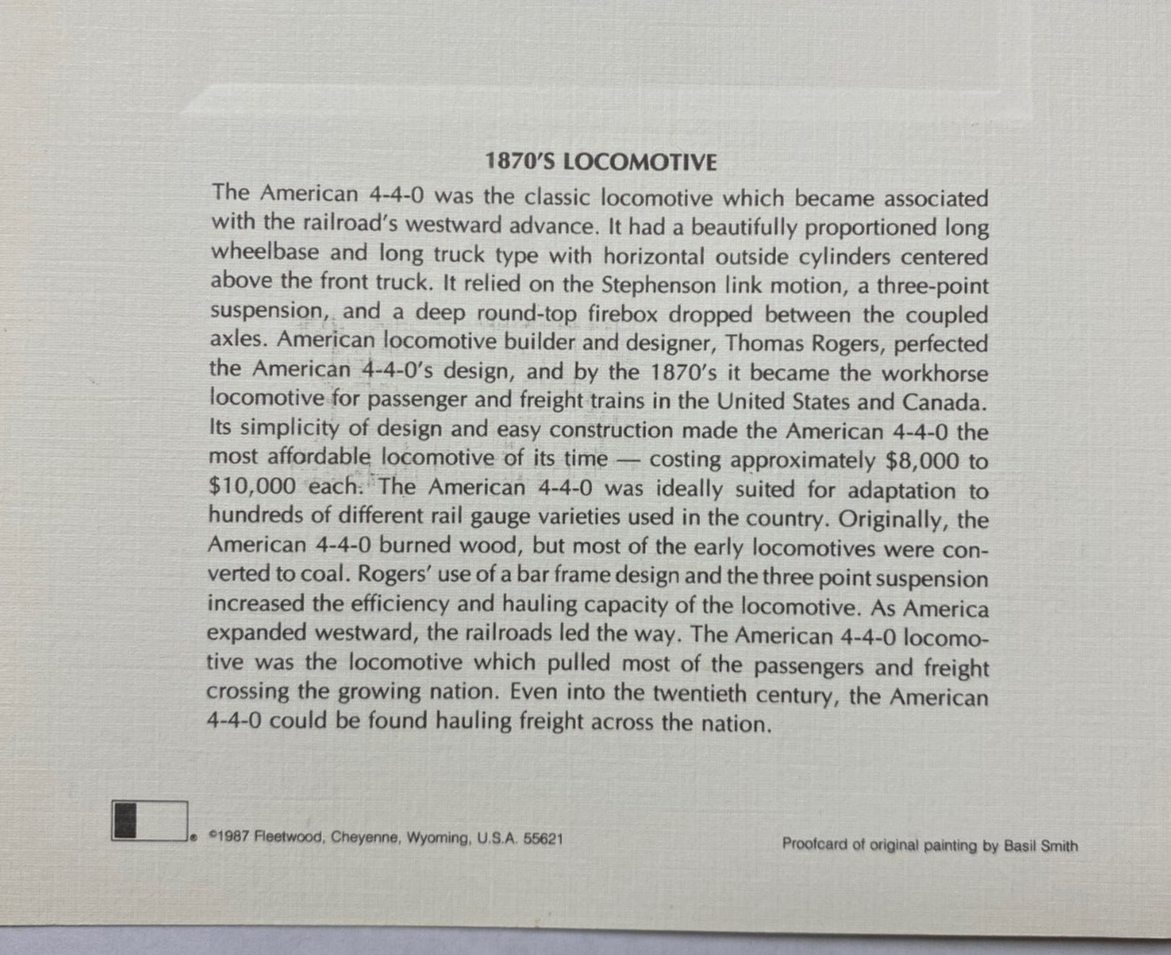 1870'S LOCOMOTIVE
The American 4-4-0 was the classic locomotive which became associated
with the railroad's westward advance. It had a beautifully proportioned long
wheelbase and long truck type with horizontal outside cylinders centered
above the front truck. It relied on the Stephenson link motion, a three-point
suspension, and a deep round-top firebox dropped between the coupled
axles. American locomotive builder and designer, Thomas Rogers, perfected
the American 4-4-0's design, and by the 1870's it became the workhorse
locomotive for passenger and freight trains in the United States and Canada.
Its simplicity of design and easy construction made the American 4-4-0 the
most affordable locomotive of its time — costing approximately $8,000 to
$10,000 each. The American 4-4-0 was ideally suited for adaptation to
hundreds of different rail gauge varieties used in the country. Originally, the
American 4-4-0 burned wood, but most of the early locomotives were con-
verted to coal. Rogers' use of a bar frame design and the three point suspension
increased the efficiency and hauling capacity of the locomotive. As America
expanded westward, the railroads led the way. The American 4-4-0 locomo-
tive was the locomotive which pulled most of the passengers and freight
crossing the growing nation. Even into the twentieth century, the American
4-4-0 could be found hauling freight across the nation.
® ©1987 Fleetwood, Cheyenne, Wyoming, U.S.A. 55621
Proofcard of original painting by Basil Smith